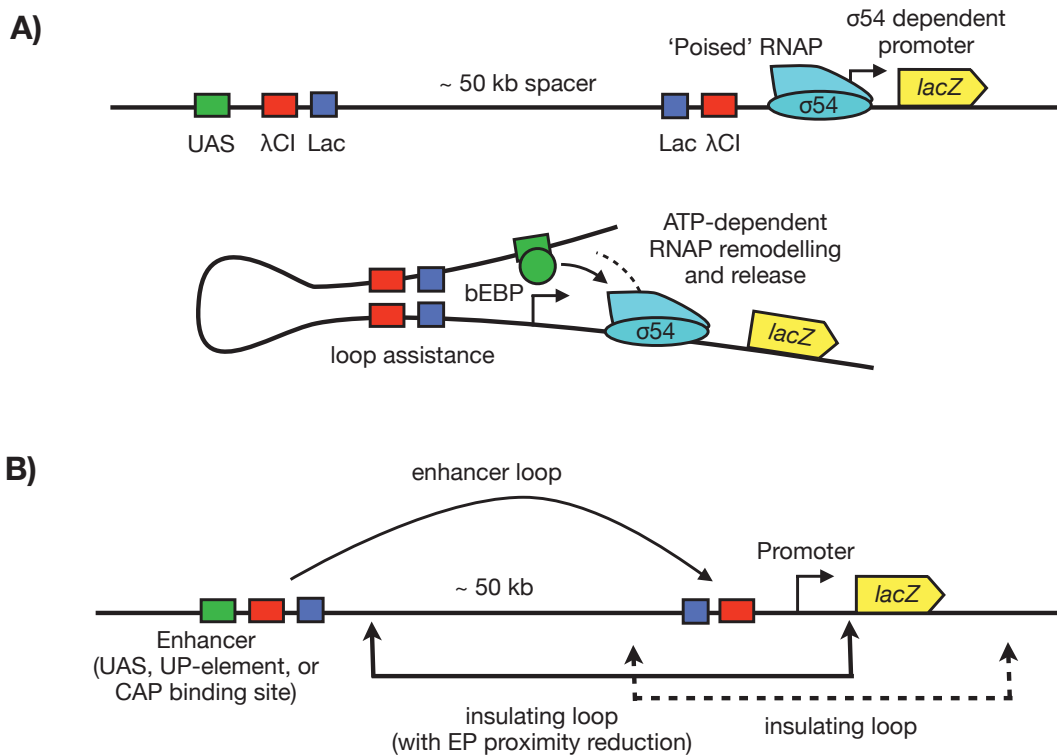 A)
σ54 dependent
promoter
'Poised' RNAP
~ 50 kb spacer
lacZ
σ54
UAS λCI Lac Lac λCI
ATP-dependent
RNAP remodelling
and release
bEBP
σ54
lacZ
loop assistance
B)
enhancer loop
Promoter
~ 50 kb
lacZ
Enhancer
(UAS, UP-element, or
CAP binding site)
insulating loop
(with EP proximity reduction)
insulating loop